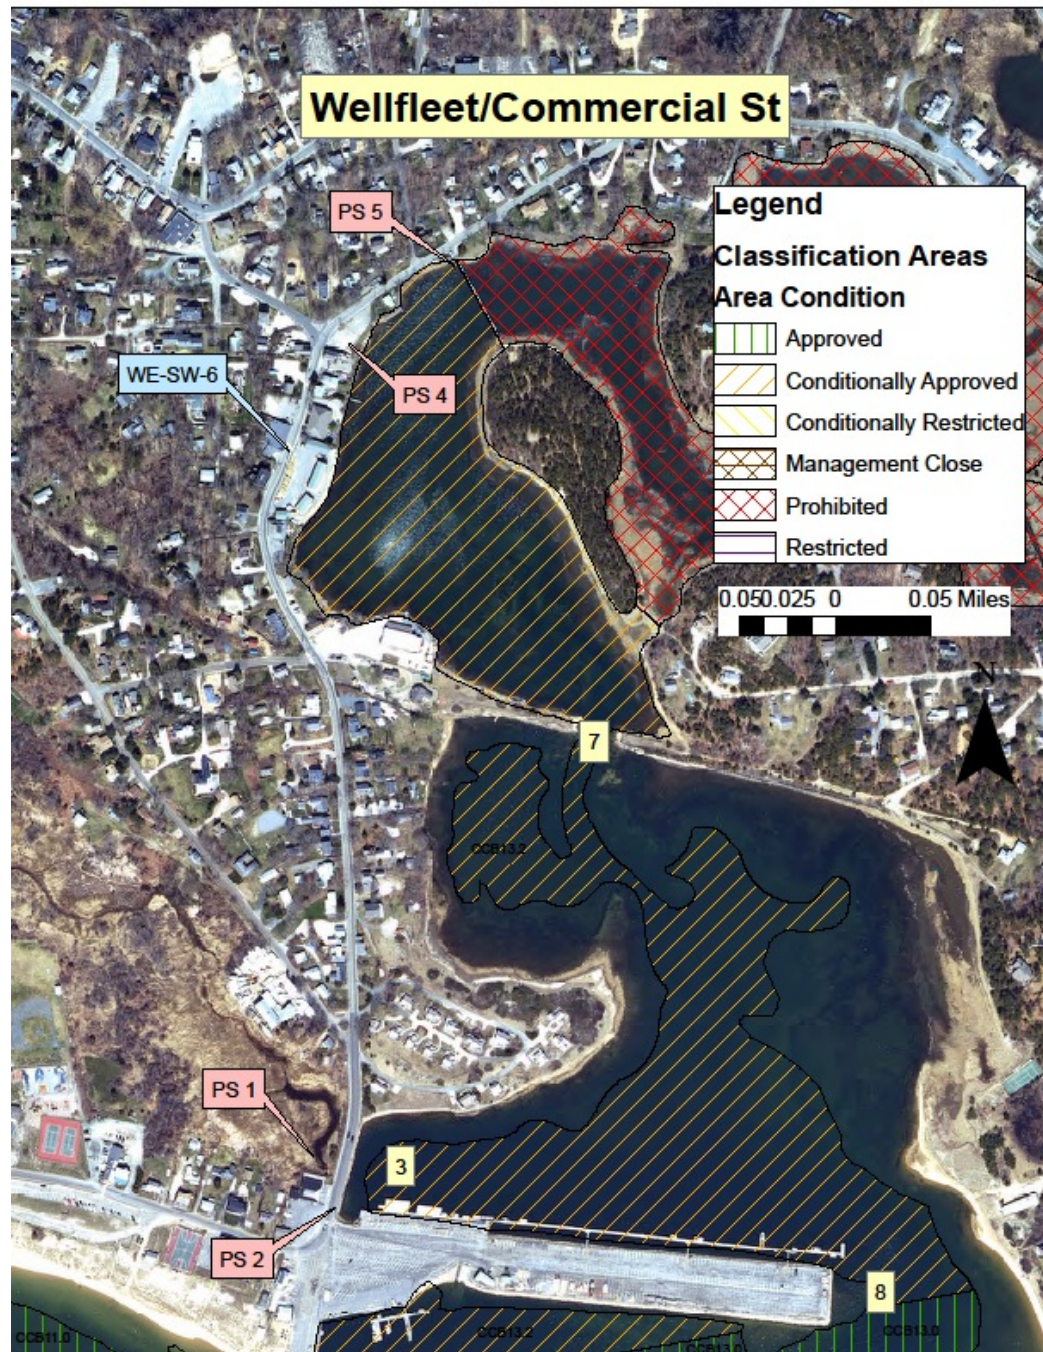 Wellfleet/Commercial St
PS 5
Legend
Classification Areas
Area Condition
Approved
Conditionally Approved
Conditionally Restricted
Management Close
Prohibited
Restricted
WE-SW-6
PS 4
0.050.025 0 0.05 Miles
N
7
CCB13.2
PS 1
3
PS 2
8
CCB11.0
CCB13.2
CCB13.0
CCB13.0